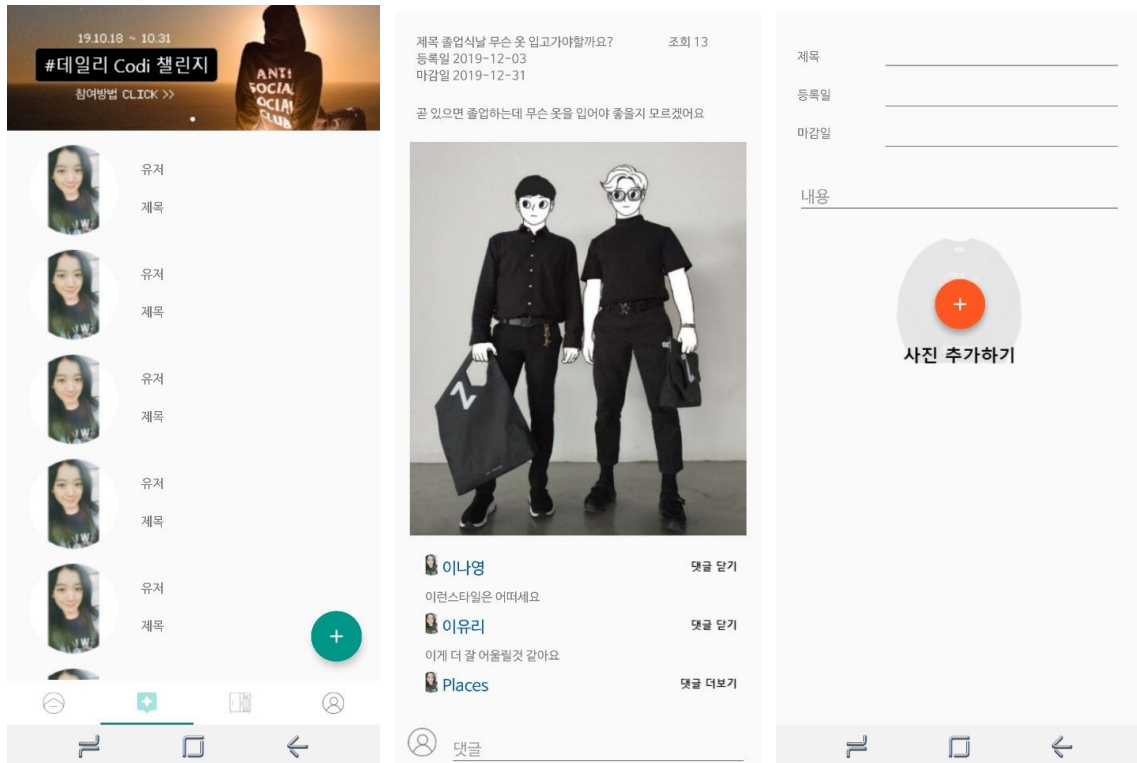 19.10.18 ~ 10.31
#데일리 Codi 챌린지
참여방법 CLICK >>
ANTI
SOCIAL
SOCIAL
CLUB
유저
제목
유저
제목
유저
제목
유저
제목
유저
제목
제목 졸업식날 무슨 옷 입고가야할까요? 조회 13
등록일 2019-12-03
마감일 2019-12-31
곧 있으면 졸업하는데 무슨 옷을 입어야 좋을지 모르겠어요
Z
이나영 댓글 닫기
이런스타일은 어떠세요
이유리 댓글 닫기
이게 더 잘 어울릴것 같아요
Places 댓글 더보기
댓글
제목
등록일
마감일
내용
사진 추가하기